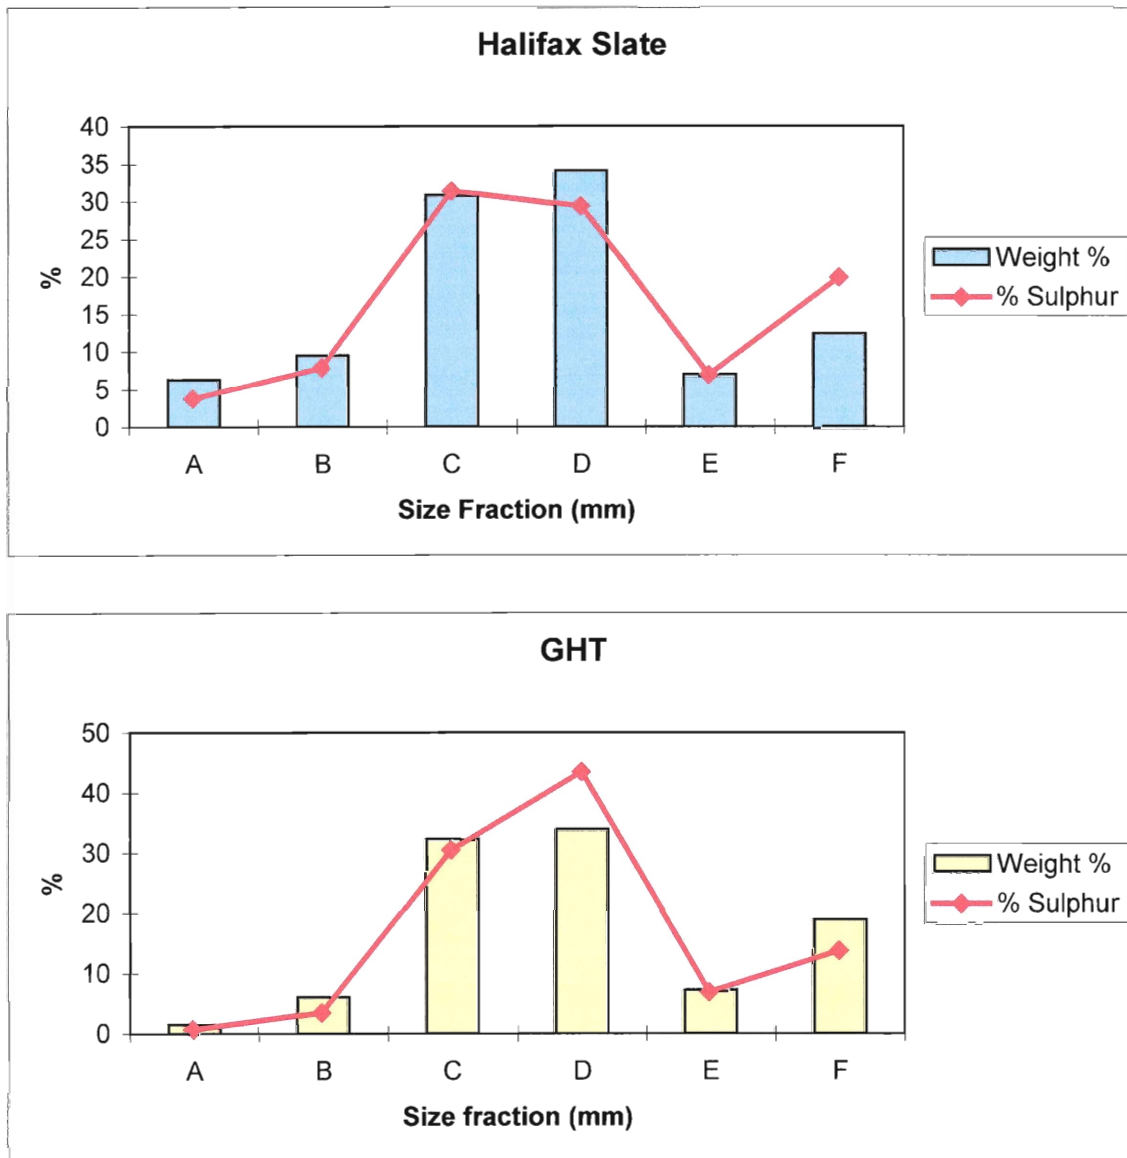 Halifax Slate
40
35
30
25
20
15
10
5
0
%
A B C D E F
Size Fraction (mm)
Weight %
% Sulphur
GHT
50
40
30
20
10
0
%
A B C D E F
Size fraction (mm)
Weight %
% Sulphur